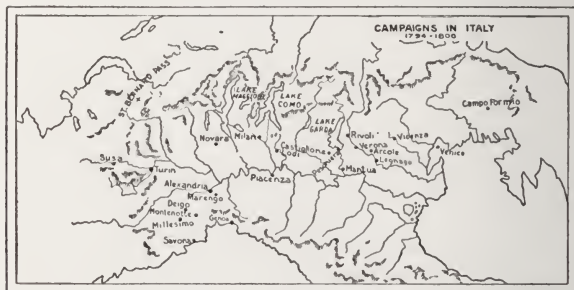 CAMPAIGNS IN ITALY
1794-1800
ST. BERNARD PASS
LAKE
MAGGIORE
LAKE
COMO
LAKE
GARDA
Campo Formio
Novara
Milan
Rivoli
Vicenza
Castiglione
Lodi
Peschiera
Verona
Arcole
Legnago
Venice
Susa
Turin
Piacenza
Mantua
Alexandria
Marengo
Deigo
Montenotte
Genoa
Millesimo
Savona